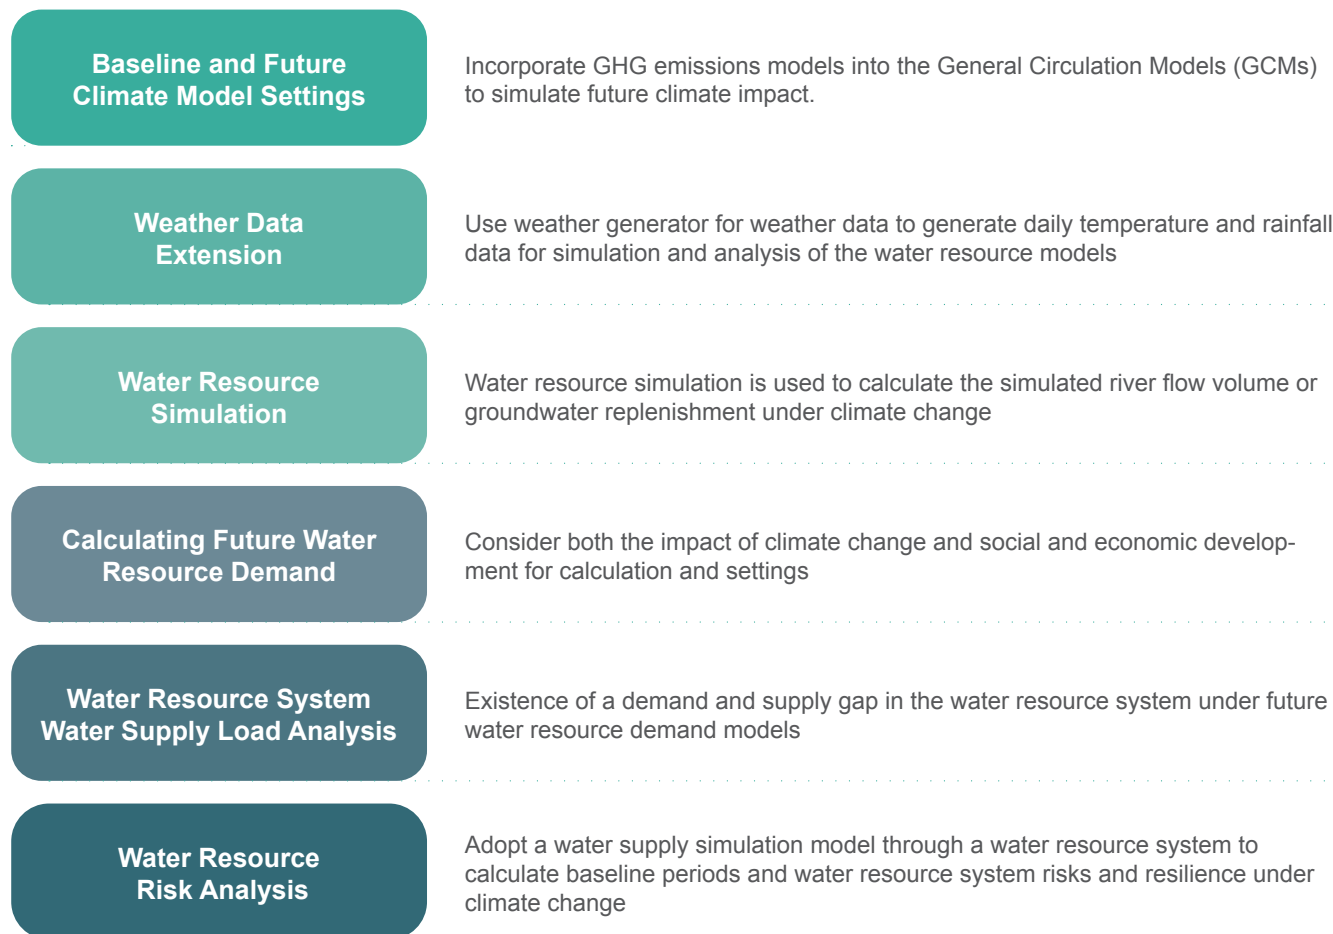 Baseline and Future
Climate Model Settings
Incorporate GHG emissions models into the General Circulation Models (GCMs)
to simulate future climate impact.
Weather Data
Extension
Use weather generator for weather data to generate daily temperature and rainfall
data for simulation and analysis of the water resource models
Water Resource
Simulation
Water resource simulation is used to calculate the simulated river flow volume or
groundwater replenishment under climate change
Calculating Future Water
Resource Demand
Consider both the impact of climate change and social and economic develop-
ment for calculation and settings
Water Resource System
Water Supply Load Analysis
Existence of a demand and supply gap in the water resource system under future
water resource demand models
Water Resource
Risk Analysis
Adopt a water supply simulation model through a water resource system to
calculate baseline periods and water resource system risks and resilience under
climate change